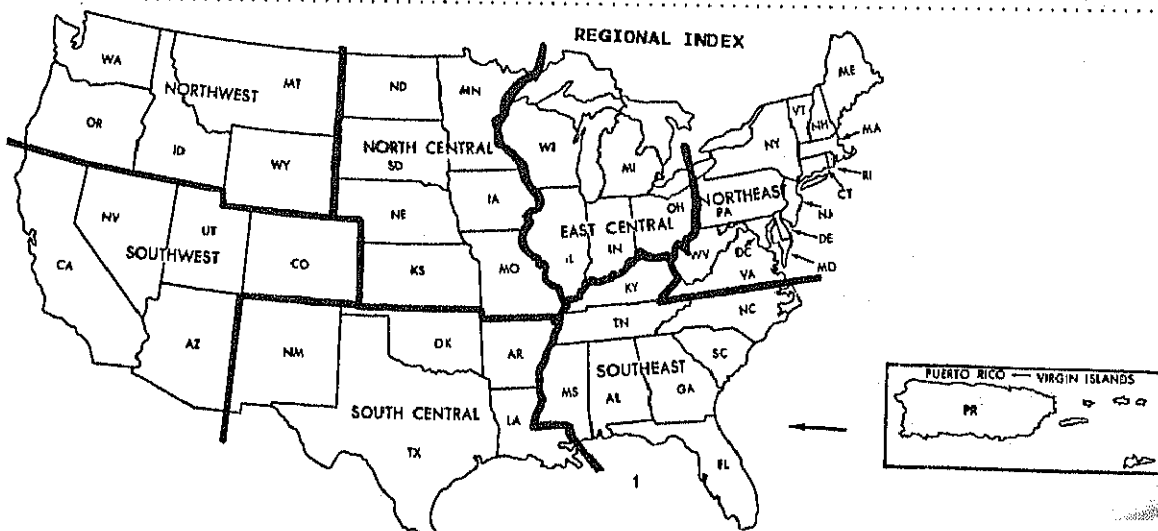 REGIONAL INDEX
WA
NORTHWEST
MT
OR
ID
WY
ND
MN
NORTH CENTRAL
SD
NE
IA
KS
MO
WI
MI
EAST CENTRAL
IL
IN
OH
ME
VT
NH
NY
MA
RI
CT
NORTHEAST
PA
NJ
DE
MD
WV
DC
VA
KY
NV
UT
SOUTHWEST
CA
CO
AZ
NM
OK
AR
SOUTH CENTRAL
TX
LA
TN
NC
SC
SOUTHEAST
MS
AL
GA
FL
1
PUERTO RICO — VIRGIN ISLANDS
PR